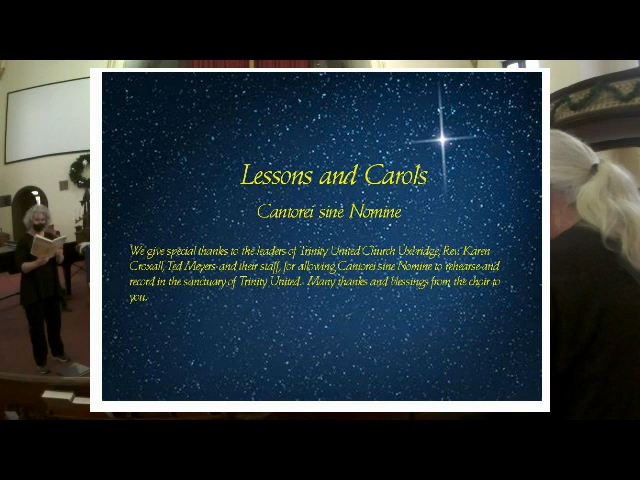 Lessons and Carols
Cantorei sine Nomine
We give special thanks to the leaders of Trinity United Church Uxbridge, Rev. Karen
Croxall, Ted Meyers and their staff, for allowing Cantorei sine Nomine to rehearse and
record in the sanctuary of Trinity United. Many thanks and blessings from the choir to
you.